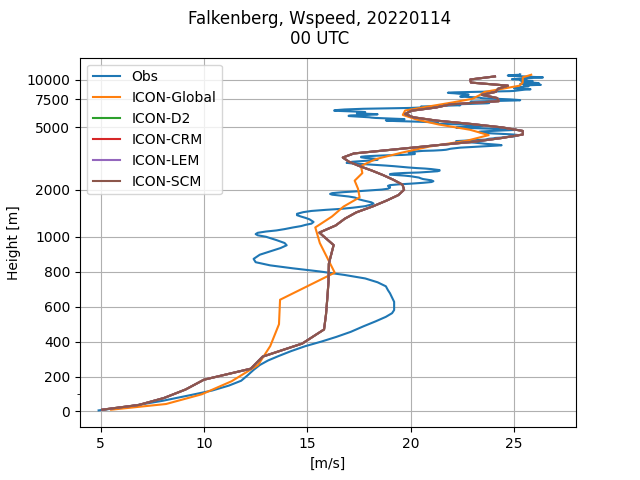 Falkenberg, Wspeed, 20220114
00 UTC
Obs
ICON-Global
ICON-D2
ICON-CRM
ICON-LEM
ICON-SCM
Height [m]
10000
7500
5000
2000
1000
800
600
400
200
0
5
10
15
20
25
[m/s]